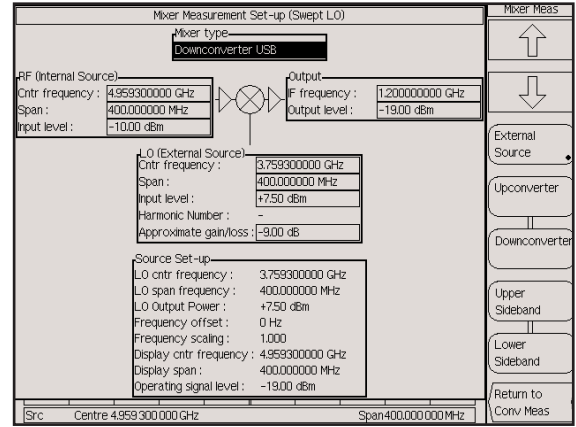 Mixer Measurement Set-up (Swept LO)
Mixer Meas
Mixer type
Downconverter USB
RF (Internal Source)
Cntr frequency : 4.959300000 GHz
Span : 400.000000 MHz
Input level : -10.00 dBm
Output
IF frequency : 1.200000000 GHz
Output level : -19.00 dBm
LO (External Source)
Cntr frequency : 3.759300000 GHz
Span : 400.000000 MHz
Input level : +7.50 dBm
Harmonic Number : -
Approximate gain/loss : -9.00 dB
Source Set-up
LO cntr frequency : 3.759300000 GHz
LO span frequency : 400.000000 MHz
LO Output Power : +7.50 dBm
Frequency offset : 0 Hz
Frequency scaling : 1.000
Display cntr frequency : 4.959300000 GHz
Display span : 400.000000 MHz
Operating signal level : -19.00 dBm
Src Centre 4.959 300 000 GHz Span 400.000 000 MHz
External
Source
Upconverter
Downconverter
Upper
Sideband
Lower
Sideband
Return to
Conv Meas